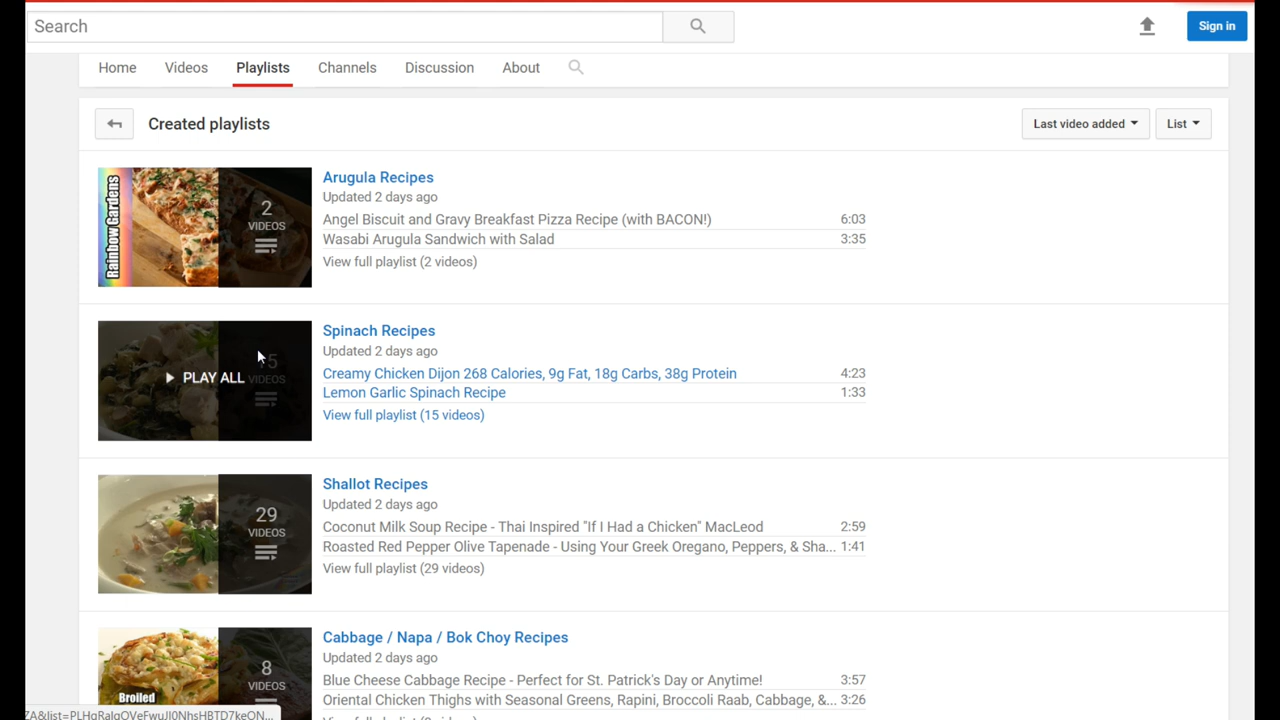 Search
Sign in
Home Videos Playlists Channels Discussion About
Created playlists
Last video added
List
Rainbow Gardens
2
VIDEOS
Arugula Recipes
Updated 2 days ago
Angel Biscuit and Gravy Breakfast Pizza Recipe (with BACON!) 6:03
Wasabi Arugula Sandwich with Salad 3:35
View full playlist (2 videos)
15
VIDEOS
PLAY ALL
Spinach Recipes
Updated 2 days ago
Creamy Chicken Dijon 268 Calories, 9g Fat, 18g Carbs, 38g Protein 4:23
Lemon Garlic Spinach Recipe 1:33
View full playlist (15 videos)
29
VIDEOS
Shallot Recipes
Updated 2 days ago
Coconut Milk Soup Recipe - Thai Inspired "If I Had a Chicken" MacLeod 2:59
Roasted Red Pepper Olive Tapenade - Using Your Greek Oregano, Peppers, & Sha... 1:41
View full playlist (29 videos)
Broiled
8
VIDEOS
Cabbage / Napa / Bok Choy Recipes
Updated 2 days ago
Blue Cheese Cabbage Recipe - Perfect for St. Patrick's Day or Anytime! 3:57
Oriental Chicken Thighs with Seasonal Greens, Rapini, Broccoli Raab, Cabbage, &... 3:26